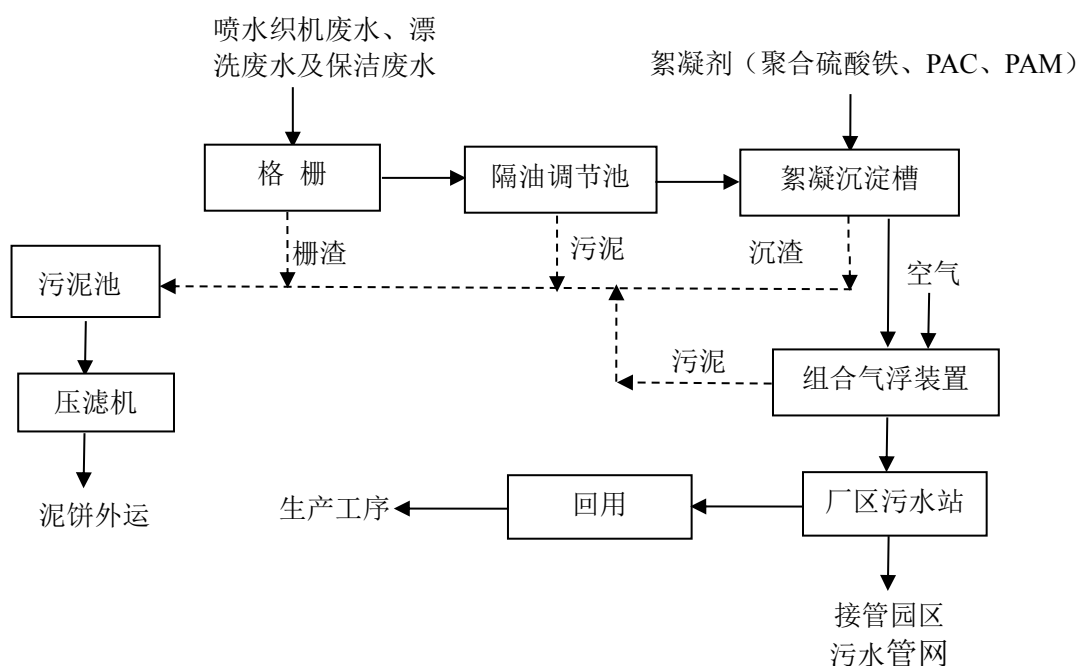 喷水织机废水、漂
洗废水及保洁废水
絮凝剂（聚合硫酸铁、PAC、PAM）
格 栅
隔油调节池
絮凝沉淀槽
栅渣
污泥
沉渣
污泥池
空气
污泥
组合气浮装置
压滤机
泥饼外运
生产工序
回用
厂区污水站
接管园区
污水管网